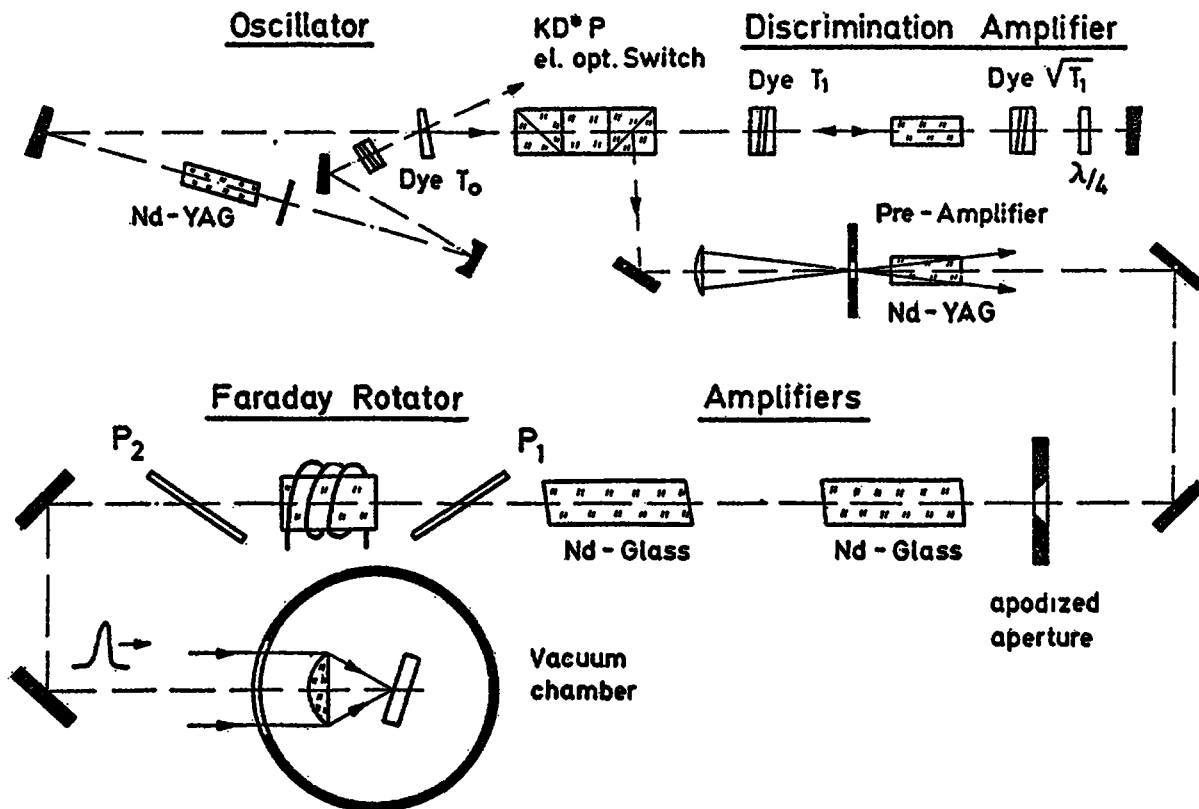 Oscillator
KD* P
el. opt. Switch
Discrimination Amplifier
Dye T₁
Dye √T₁
Dye T₀
λ/4
Nd-YAG
Pre-Amplifier
Nd-YAG
Faraday Rotator
Amplifiers
P₂
P₁
Nd-Glass
Nd-Glass
apodized
aperture
Vacuum
chamber